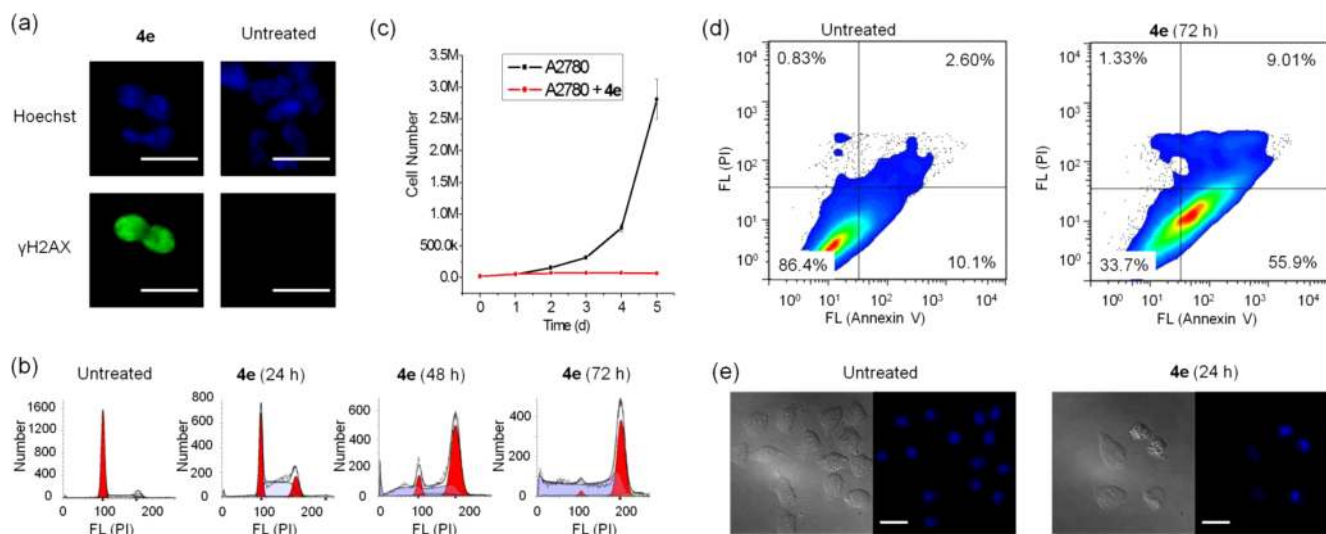 (a)
4e Untreated
Hoechst
γH2AX
(c)
3.5M
3.0M
2.5M
2.0M
1.5M
1.0M
500.0k
0.0
Cell Number
A2780
A2780 + 4e
0 1 2 3 4 5
Time (d)
(d)
Untreated
0.83% 2.60%
86.4% 10.1%
10⁴
10³
10²
10¹
10⁰
FL (PI)
10⁰ 10¹ 10² 10³ 10⁴
FL (Annexin V)
4e (72 h)
1.33% 9.01%
33.7% 55.9%
10⁴
10³
10²
10¹
10⁰
FL (PI)
10⁰ 10¹ 10² 10³ 10⁴
FL (Annexin V)
(b)
Untreated
1600
1200
800
400
0
Number
0 100 200
FL (PI)
4e (24 h)
800
600
400
200
0
Number
0 100 200
FL (PI)
4e (48 h)
800
600
400
200
0
Number
0 100 200
FL (PI)
4e (72 h)
400
200
0
Number
0 100 200
FL (PI)
(e)
Untreated
4e (24 h)